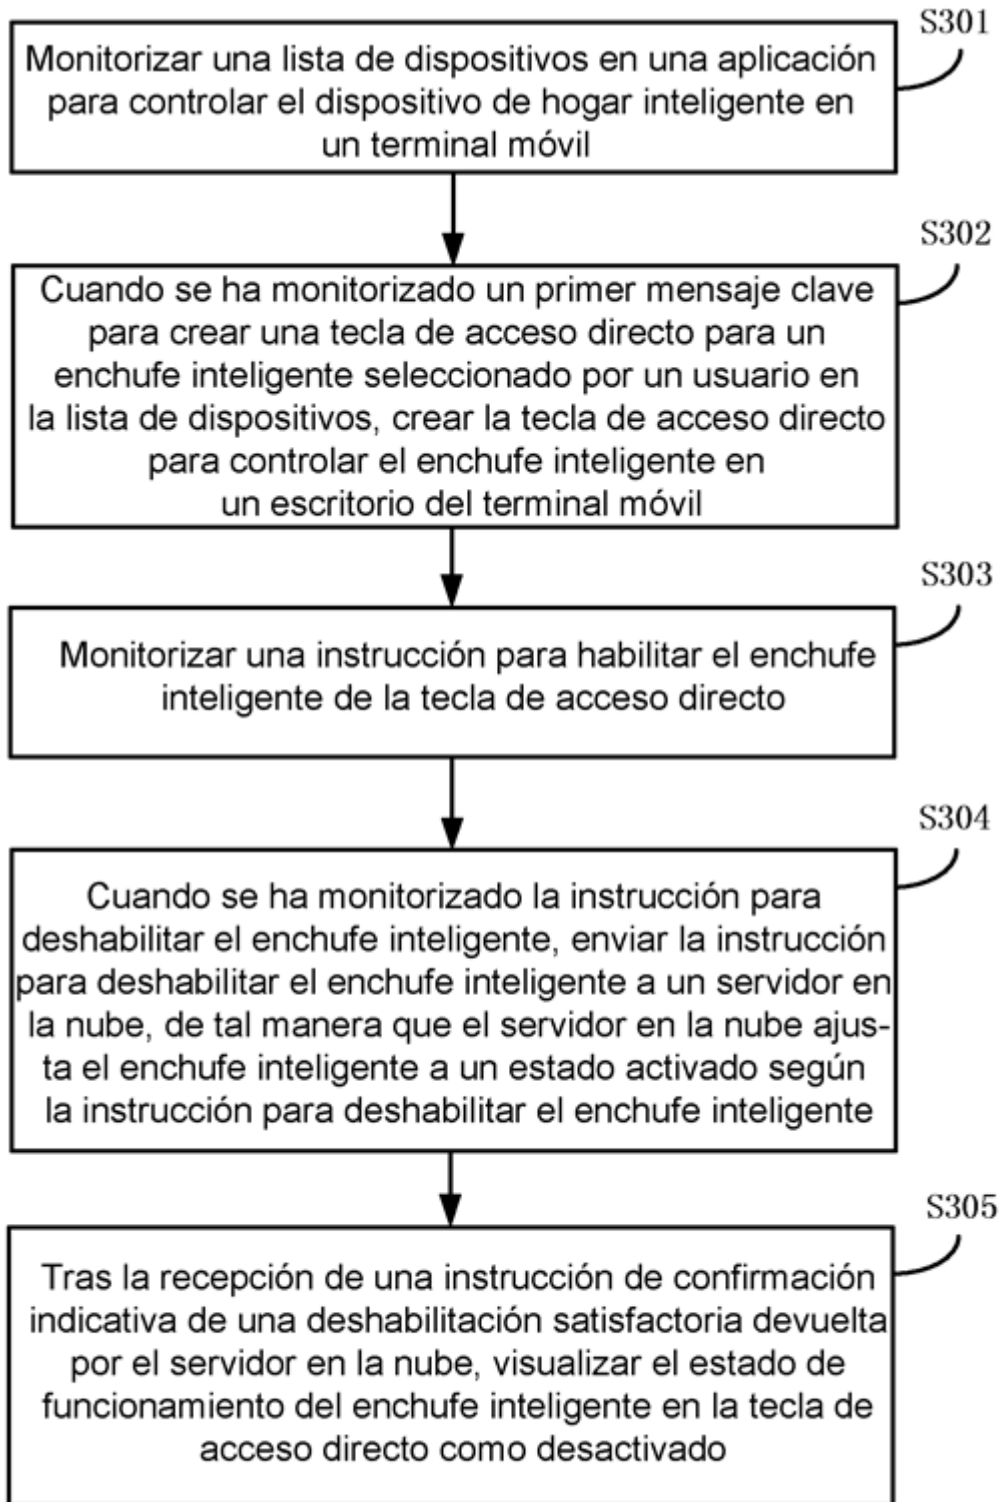 S301
Monitorizar una lista de dispositivos en una aplicación
para controlar el dispositivo de hogar inteligente en
un terminal móvil
S302
Cuando se ha monitorizado un primer mensaje clave
para crear una tecla de acceso directo para un
enchufe inteligente seleccionado por un usuario en
la lista de dispositivos, crear la tecla de acceso directo
para controlar el enchufe inteligente en
un escritorio del terminal móvil
S303
Monitorizar una instrucción para habilitar el enchufe
inteligente de la tecla de acceso directo
S304
Cuando se ha monitorizado la instrucción para
deshabilitar el enchufe inteligente, enviar la instrucción
para deshabilitar el enchufe inteligente a un servidor en
la nube, de tal manera que el servidor en la nube ajus-
ta el enchufe inteligente a un estado activado según
la instrucción para deshabilitar el enchufe inteligente
S305
Tras la recepción de una instrucción de confirmación
indicativa de una deshabilitación satisfactoria devuelta
por el servidor en la nube, visualizar el estado de
funcionamiento del enchufe inteligente en la tecla de
acceso directo como desactivado